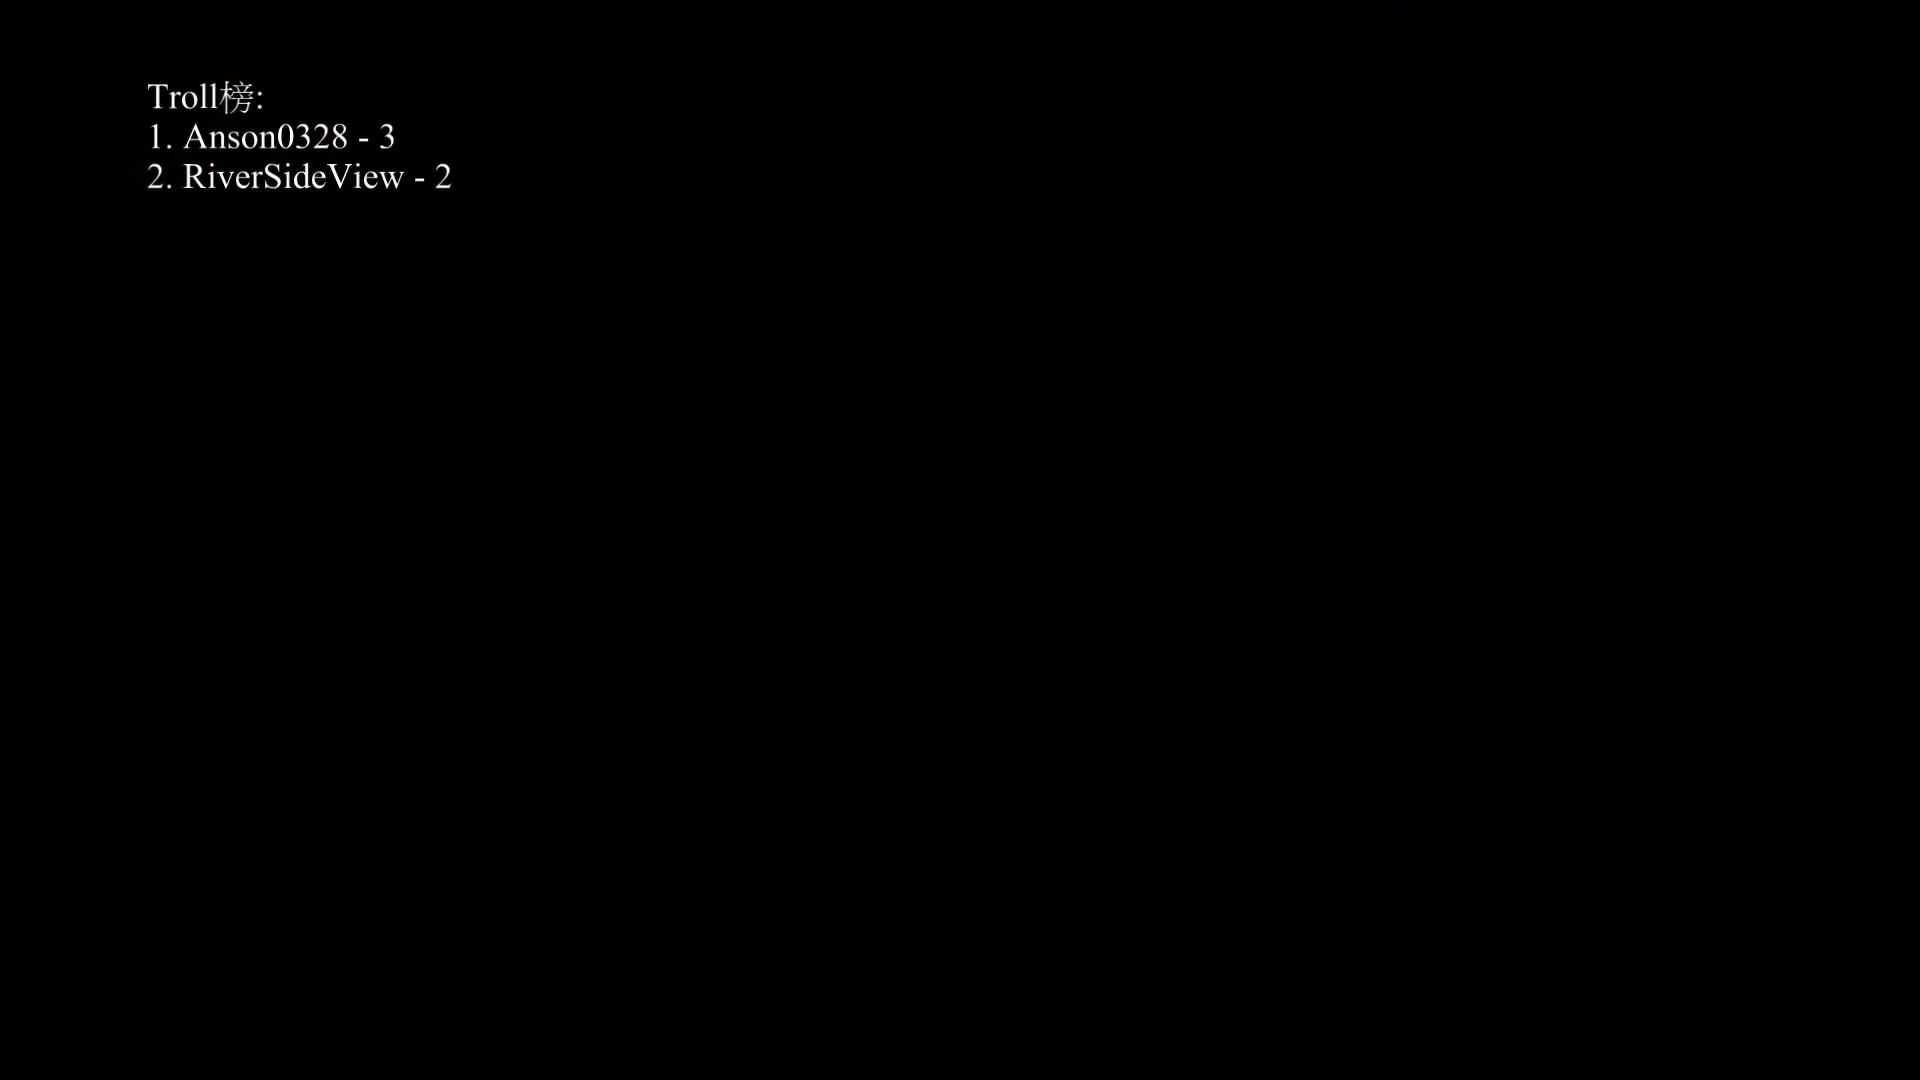 Troll榜:
1. Anson0328 - 3
2. RiverSideView - 2